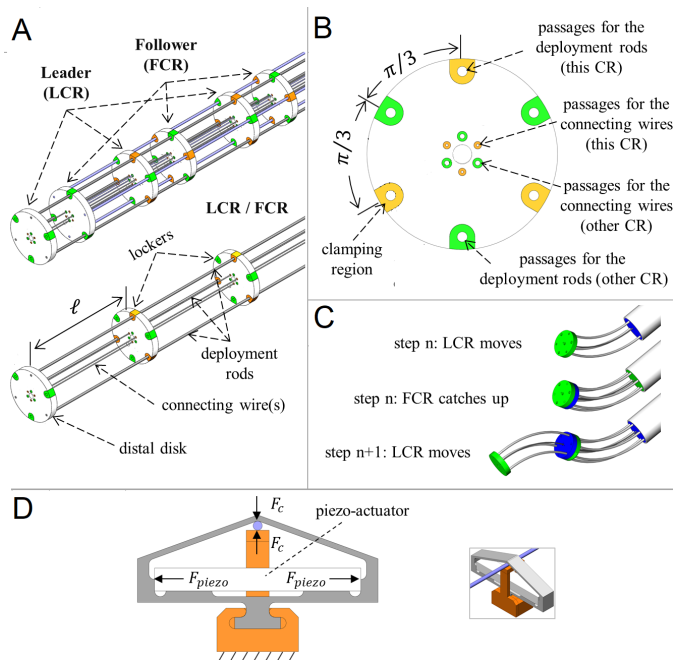 A
Leader
(LCR)
Follower
(FCR)
LCR / FCR
lockers
ℓ
deployment
rods
connecting wire(s)
distal disk
B
π/3
π/3
clamping
region
passages for
the deployment rods
(this CR)
passages for the
connecting wires
(this CR)
passages for the
connecting wires
(other CR)
passages for the
deployment rods (other CR)
C
step n: LCR moves
step n: FCR catches up
step n+1: LCR moves
D
F_c
F_c
piezo-actuator
F_piezo
F_piezo